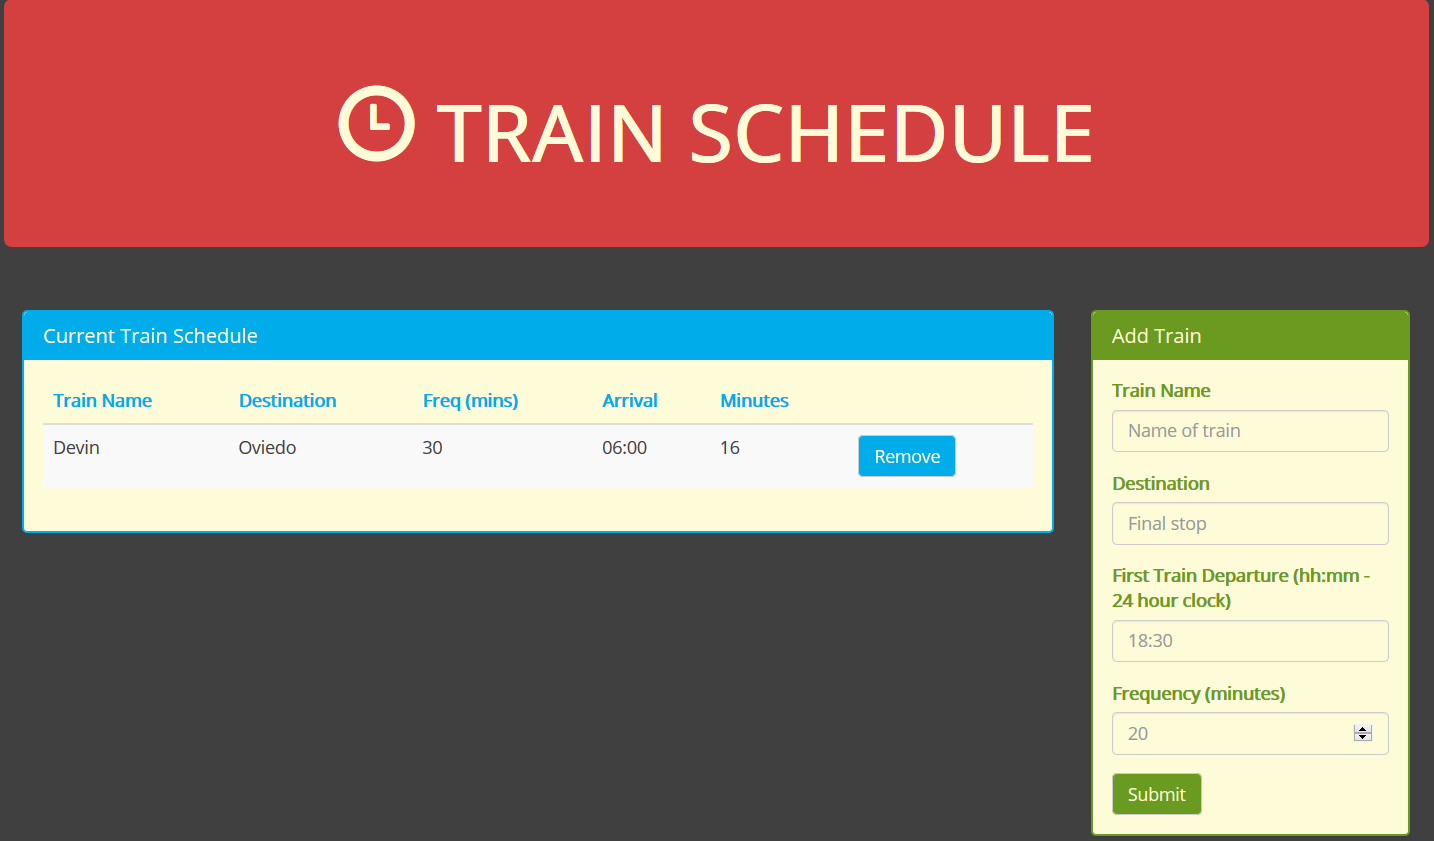 TRAIN SCHEDULE
Current Train Schedule
Train Name Destination Freq (mins) Arrival Minutes
Devin Oviedo 30 06:00 16 Remove
Add Train
Train Name
Name of train
Destination
Final stop
First Train Departure (hh:mm -
24 hour clock)
18:30
Frequency (minutes)
20
Submit